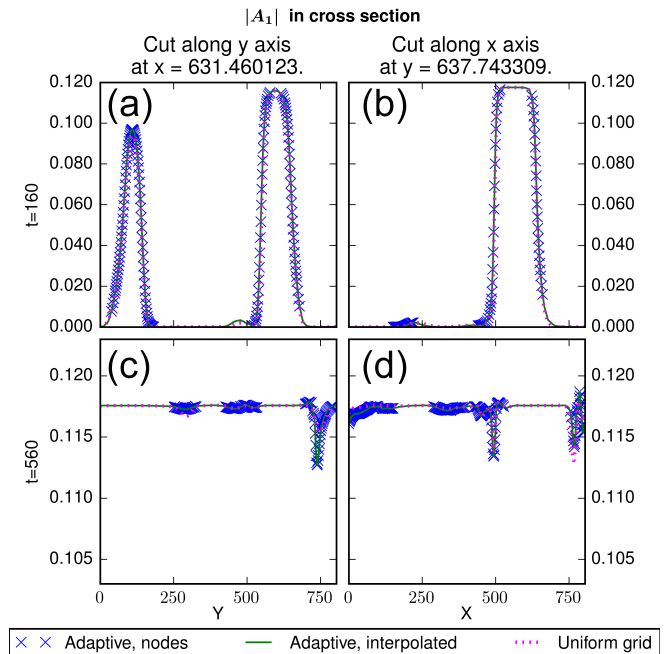 |A₁| in cross section
Cut along y axis
at x = 631.460123.
Cut along x axis
at y = 637.743309.
0.120
0.100
0.080
0.060
0.040
0.020
0.000
t=160
(a)
(b)
0.120
0.100
0.080
0.060
0.040
0.020
0.000
0.120
0.115
0.110
0.105
t=560
(c)
(d)
0.120
0.115
0.110
0.105
0 250 500 750
Y
0 250 500 750
X
Adaptive, nodes
Adaptive, interpolated
Uniform grid